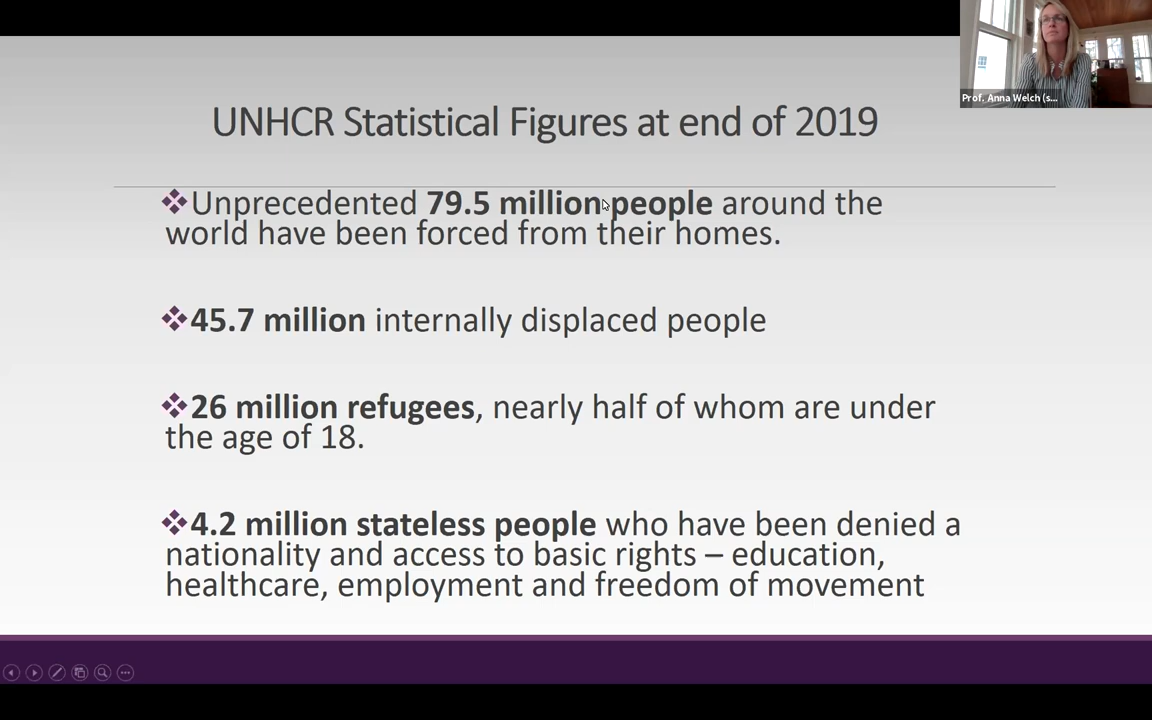 Prof. Anna Welch (s...
UNHCR Statistical Figures at end of 2019
❖Unprecedented 79.5 million people around the
world have been forced from their homes.
❖45.7 million internally displaced people
❖26 million refugees, nearly half of whom are under
the age of 18.
❖4.2 million stateless people who have been denied a
nationality and access to basic rights – education,
healthcare, employment and freedom of movement